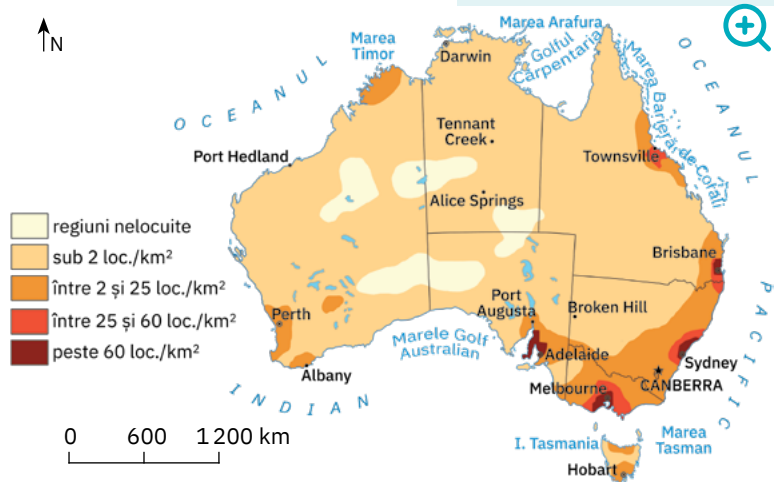 N
Marea
Timor
Marea Arafura
Golful
Carpentaria
Marea Barieră de Corali
OCEANUL
PACIFIC
OCEANUL
INDIAN
Darwin
Tennant
Creek
Port Hedland
Townsville
Alice Springs
Brisbane
Perth
Port
Augusta
Broken Hill
Marele Golf
Australian
Adelaide
Sydney
Albany
Melbourne
CANBERRA
I. Tasmania
Marea
Tasman
Hobart
regiuni nelocuite
sub 2 loc./km²
între 2 și 25 loc./km²
între 25 și 60 loc./km²
peste 60 loc./km²
0 600 1200 km